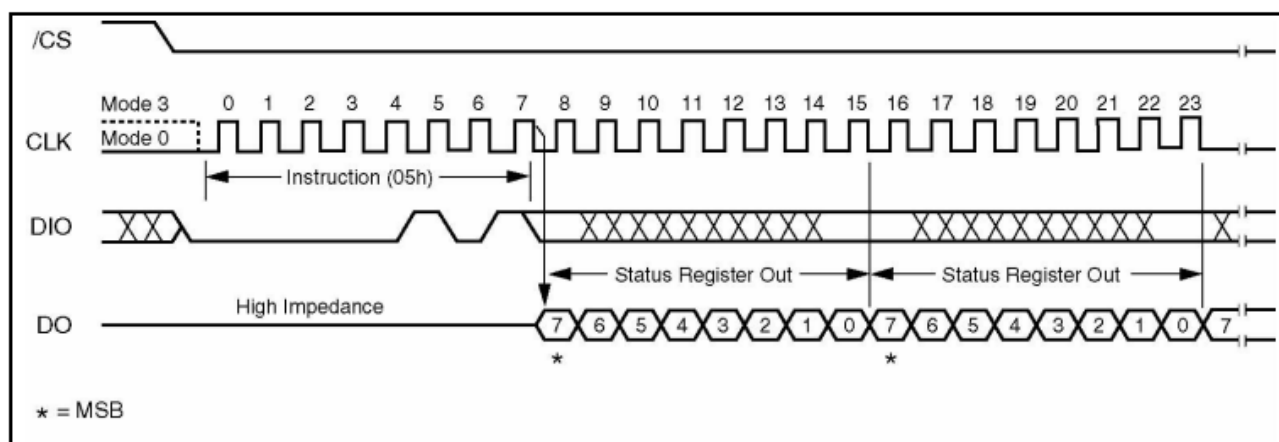 /CS
Mode 3 0 1 2 3 4 5 6 7 8 9 10 11 12 13 14 15 16 17 18 19 20 21 22 23
CLK Mode 0
Instruction (05h)
DIO
Status Register Out Status Register Out
High Impedance
DO 7 6 5 4 3 2 1 0 7 6 5 4 3 2 1 0 7
* *
* = MSB